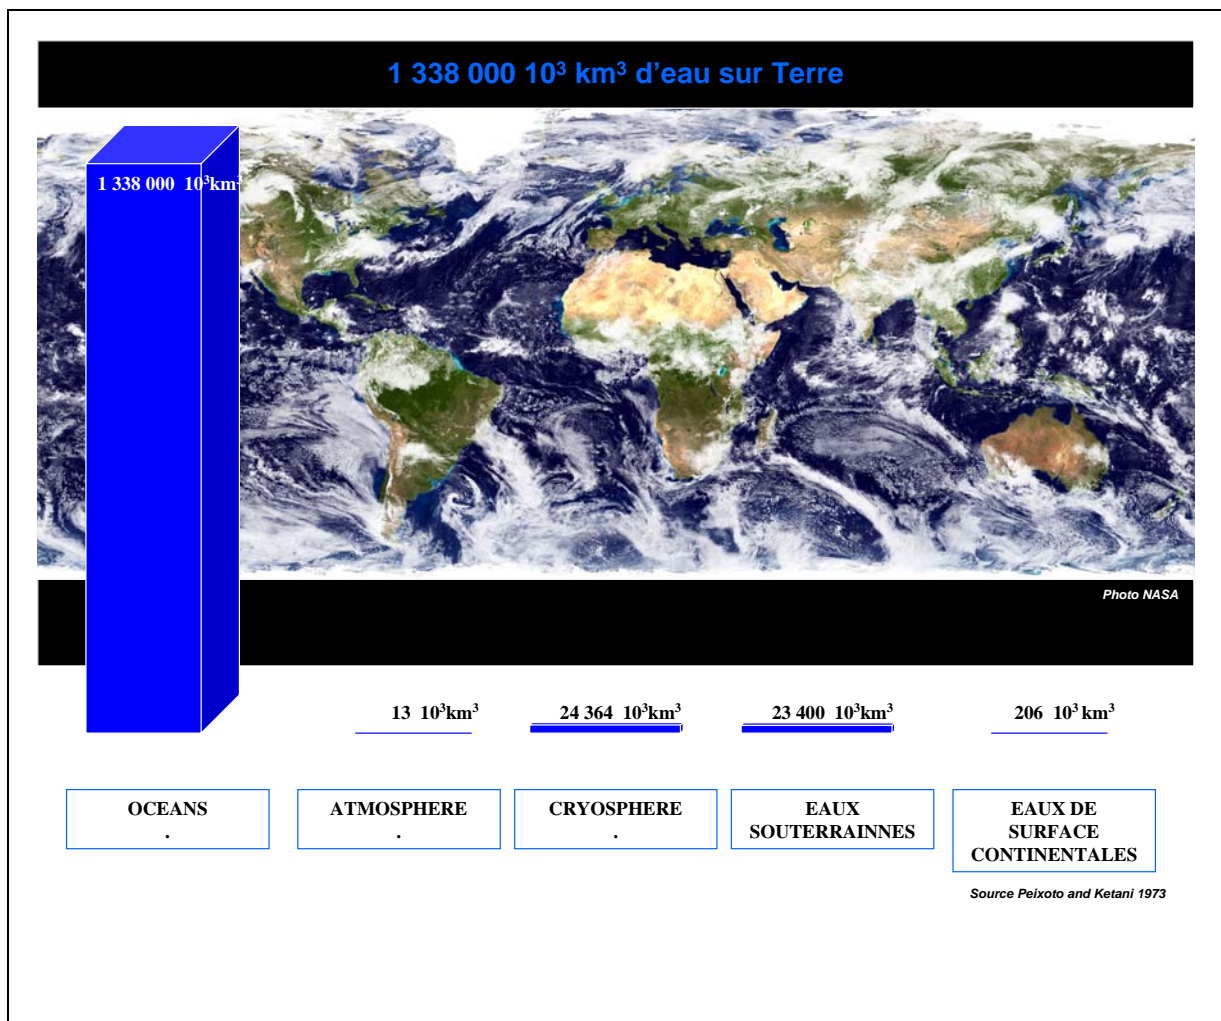 1 338 000 10³ km³ d'eau sur Terre
1 338 000 10³km³
Photo NASA
13 10³km³
24 364 10³km³
23 400 10³km³
206 10³ km³
OCEANS
.
ATMOSPHERE
.
CRYOSPHERE
.
EAUX
SOUTERRAINNES
EAUX DE
SURFACE
CONTINENTALES
Source Peixoto and Ketani 1973